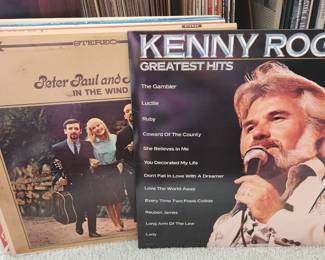 STEREO
Peter Paul and
...IN THE WIND
KENNY ROG
GREATEST HITS
The Gambler
Lucille
Ruby
Coward Of The County
She Believes In Me
You Decorated My Life
Don't Fall In Love With A Dreamer
Love The World Away
Every Time Two Fools Collide
Reuben James
Long Arm Of The Law
Lady